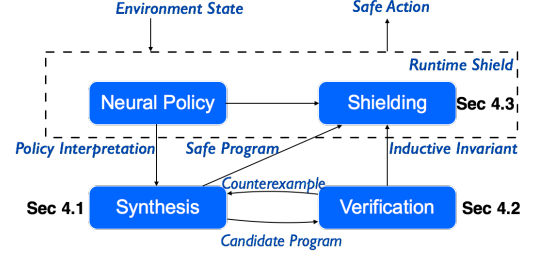 Environment State
Safe Action
Runtime Shield
Neural Policy
Shielding
Sec 4.3
Policy Interpretation
Safe Program
Inductive Invariant
Counterexample
Sec 4.1
Synthesis
Verification
Sec 4.2
Candidate Program